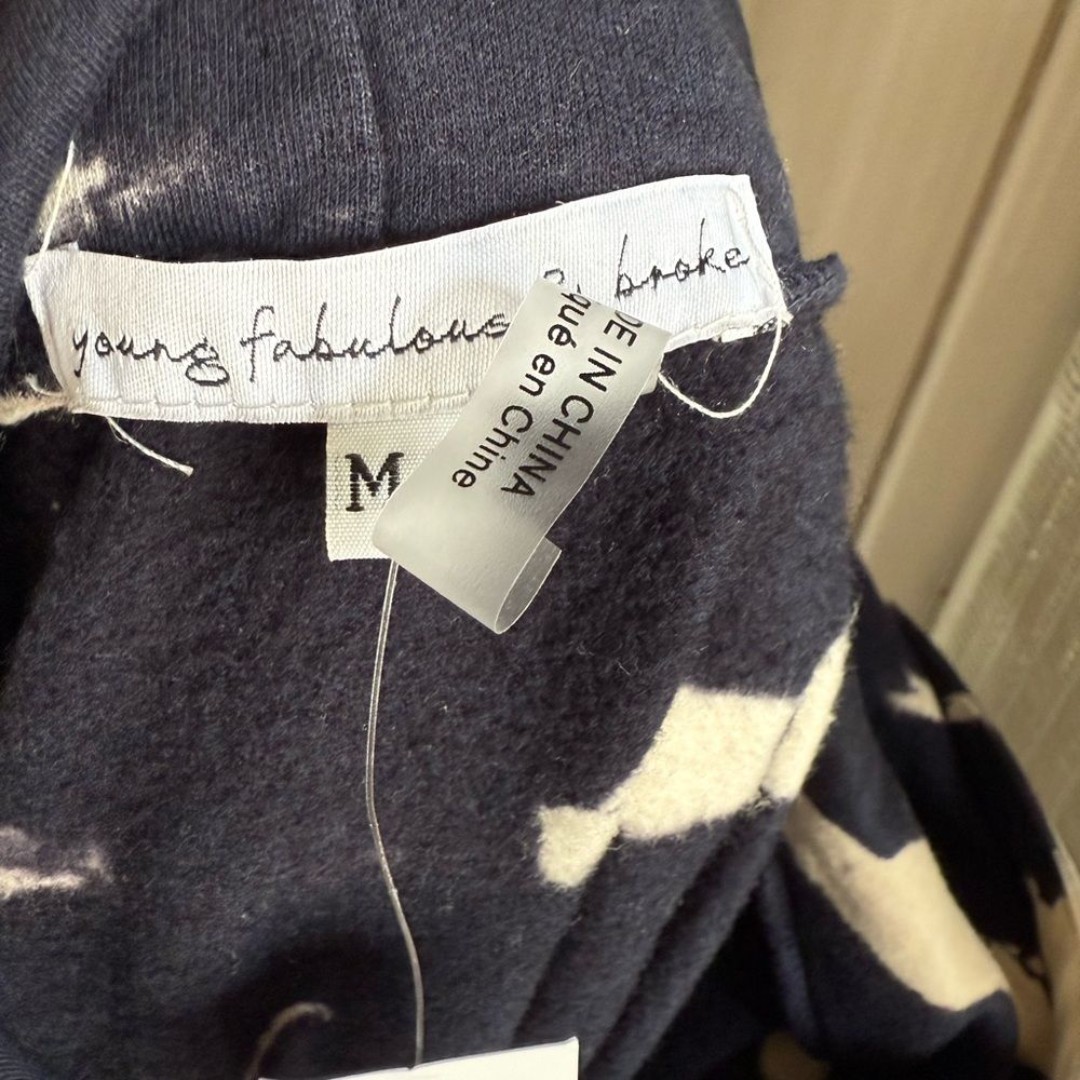 young fabulous & broke
M
DE IN CHINA
qué en Chine